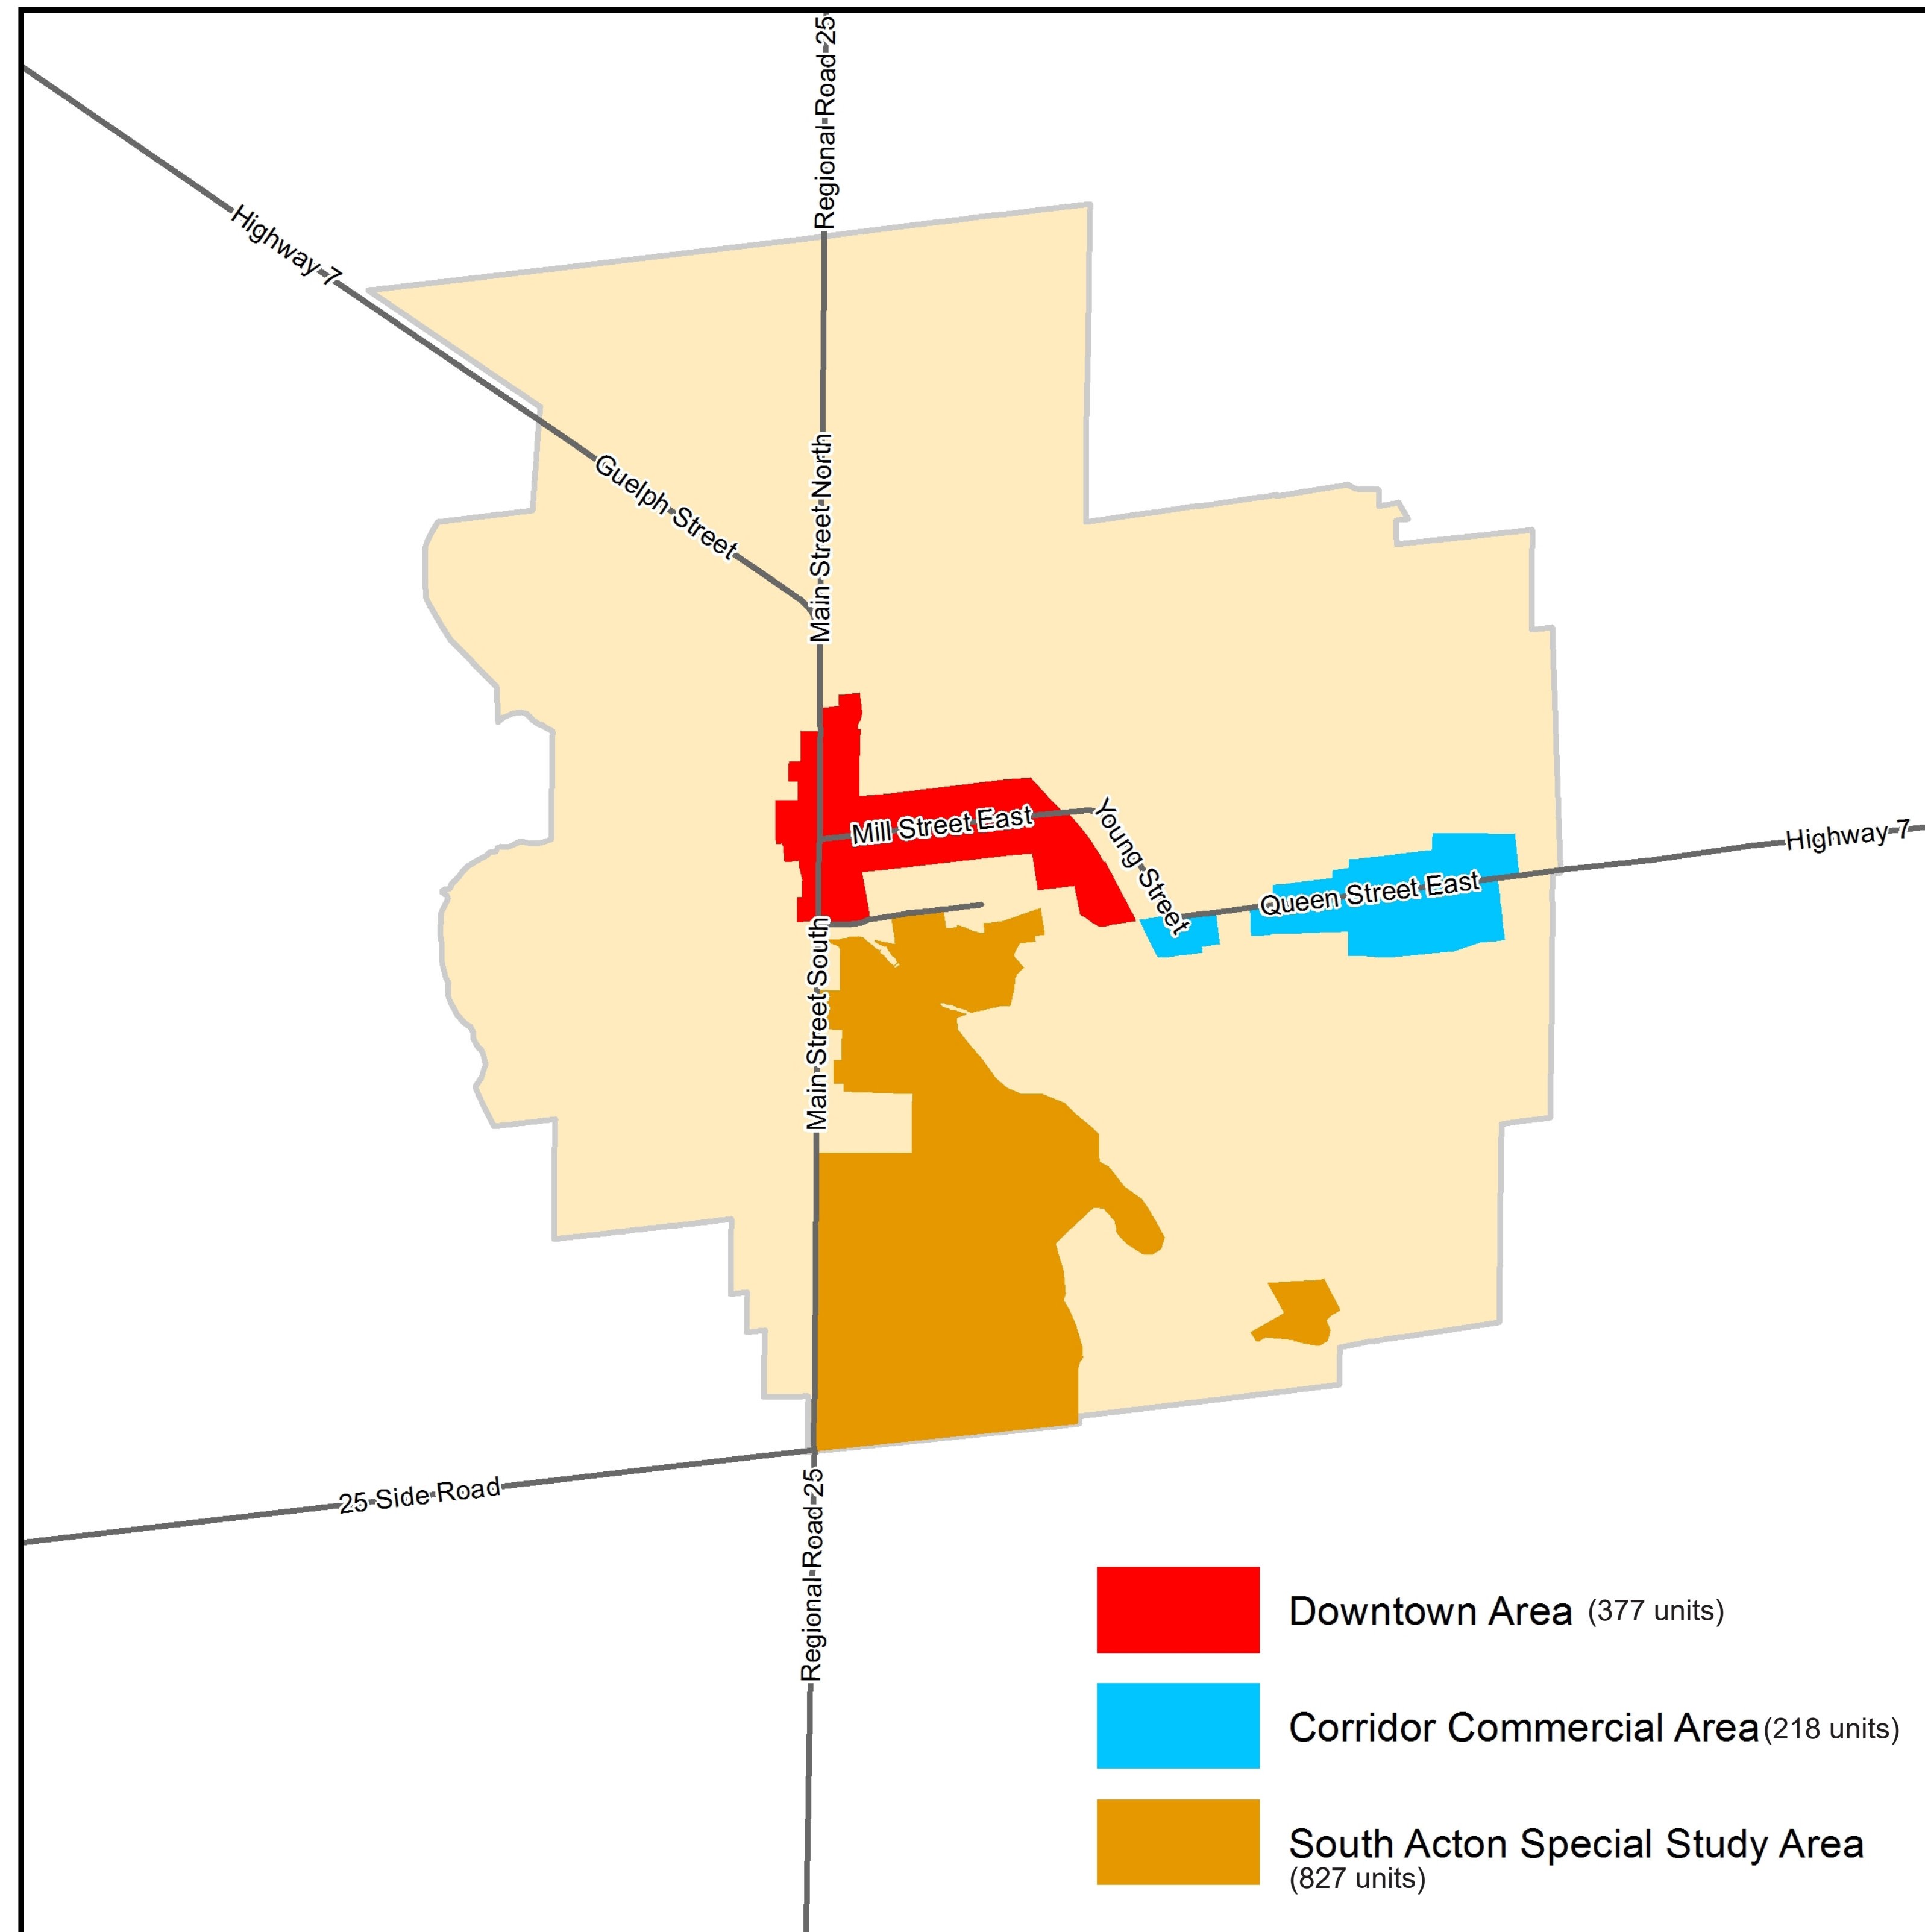 Regional Road 25
Highway 7
Guelph Street
Main Street North
Mill Street East
Young Street
Highway 7
Queen Street East
Main Street South
25 Side Road
Regional Road 25
Downtown Area (377 units)
Corridor Commercial Area (218 units)
South Acton Special Study Area
(827 units)